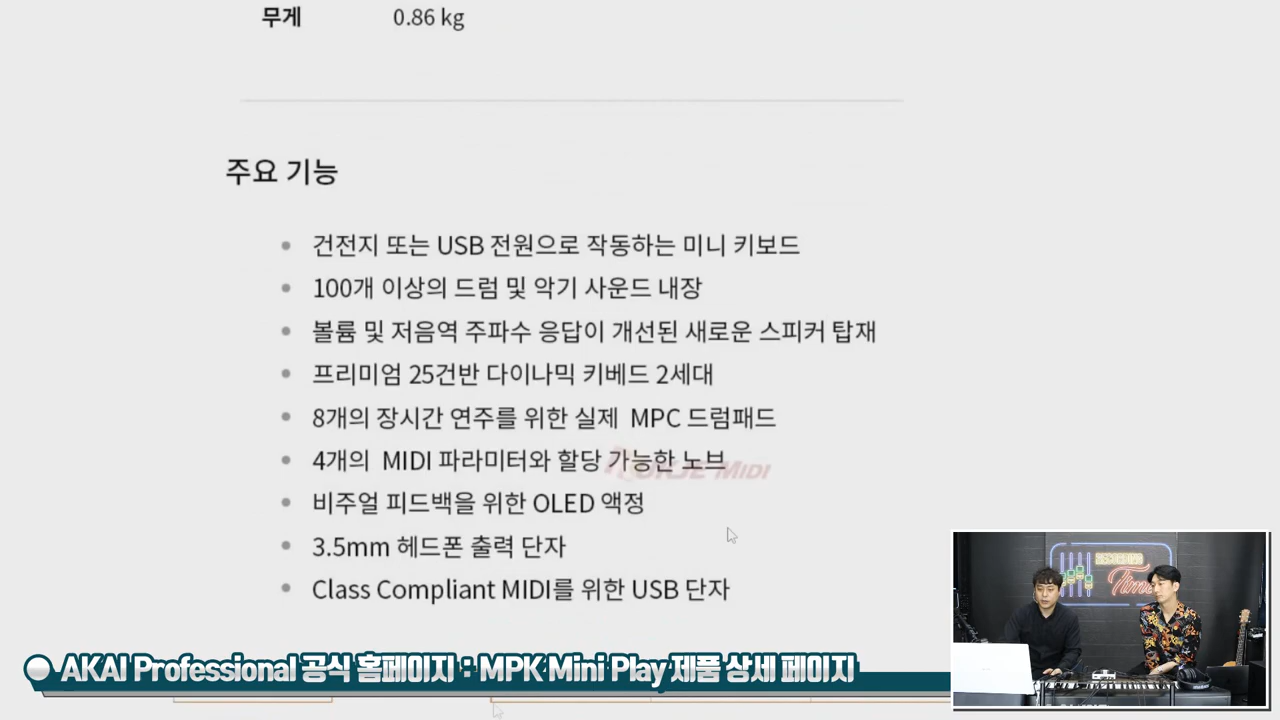 무게 0.86 kg
주요 기능
건전지 또는 USB 전원으로 작동하는 미니 키보드
100개 이상의 드럼 및 악기 사운드 내장
볼륨 및 저음역 주파수 응답이 개선된 새로운 스피커 탑재
프리미엄 25건반 다이나믹 키베드 2세대
8개의 장시간 연주를 위한 실제 MPC 드럼패드
4개의 MIDI 파라미터와 할당 가능한 노브
비주얼 피드백을 위한 OLED 액정
3.5mm 헤드폰 출력 단자
Class Compliant MIDI를 위한 USB 단자
AKAI Professional 공식 홈페이지 : MPK Mini Play 제품 상세 페이지
Time